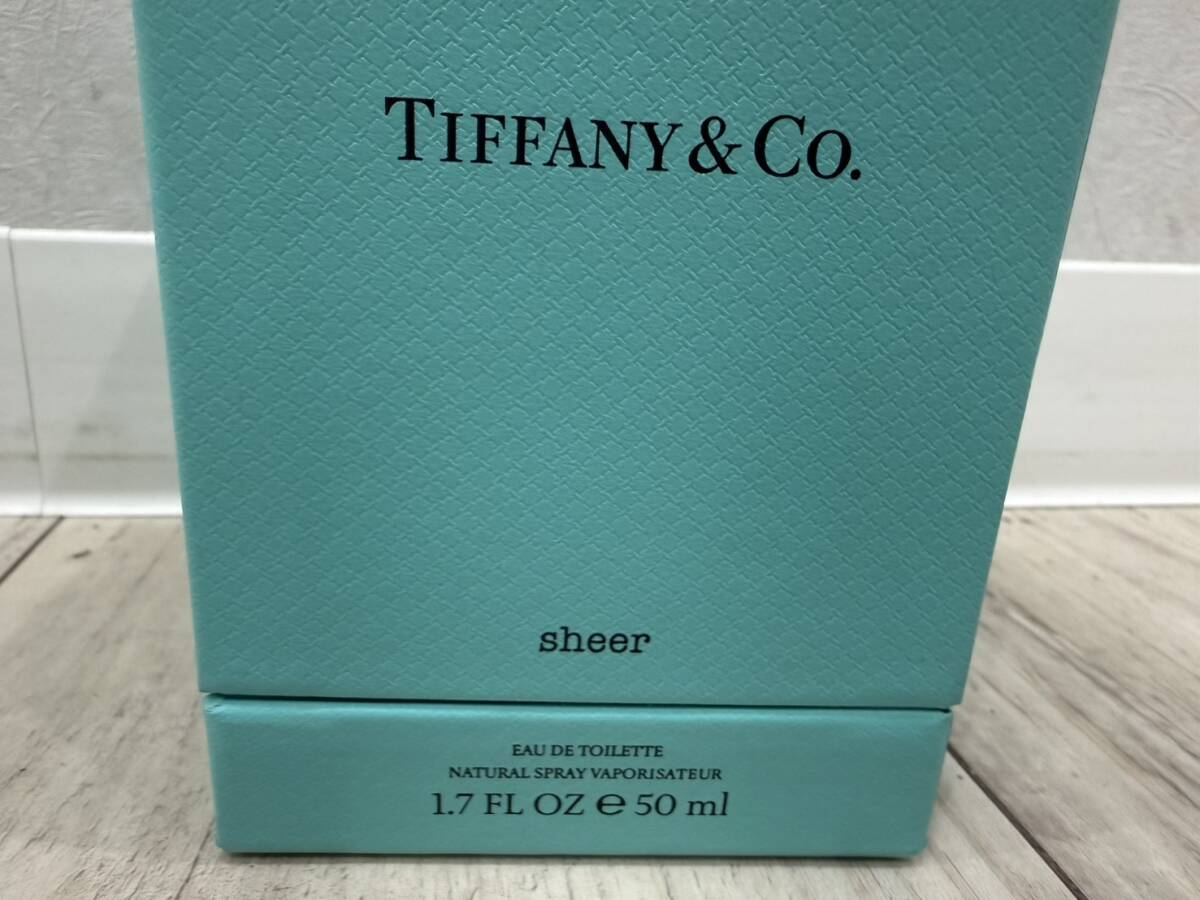 TIFFANY & CO.
sheer
EAU DE TOILETTE
NATURAL SPRAY VAPORISATEUR
1.7 FL OZ ℮ 50 ml